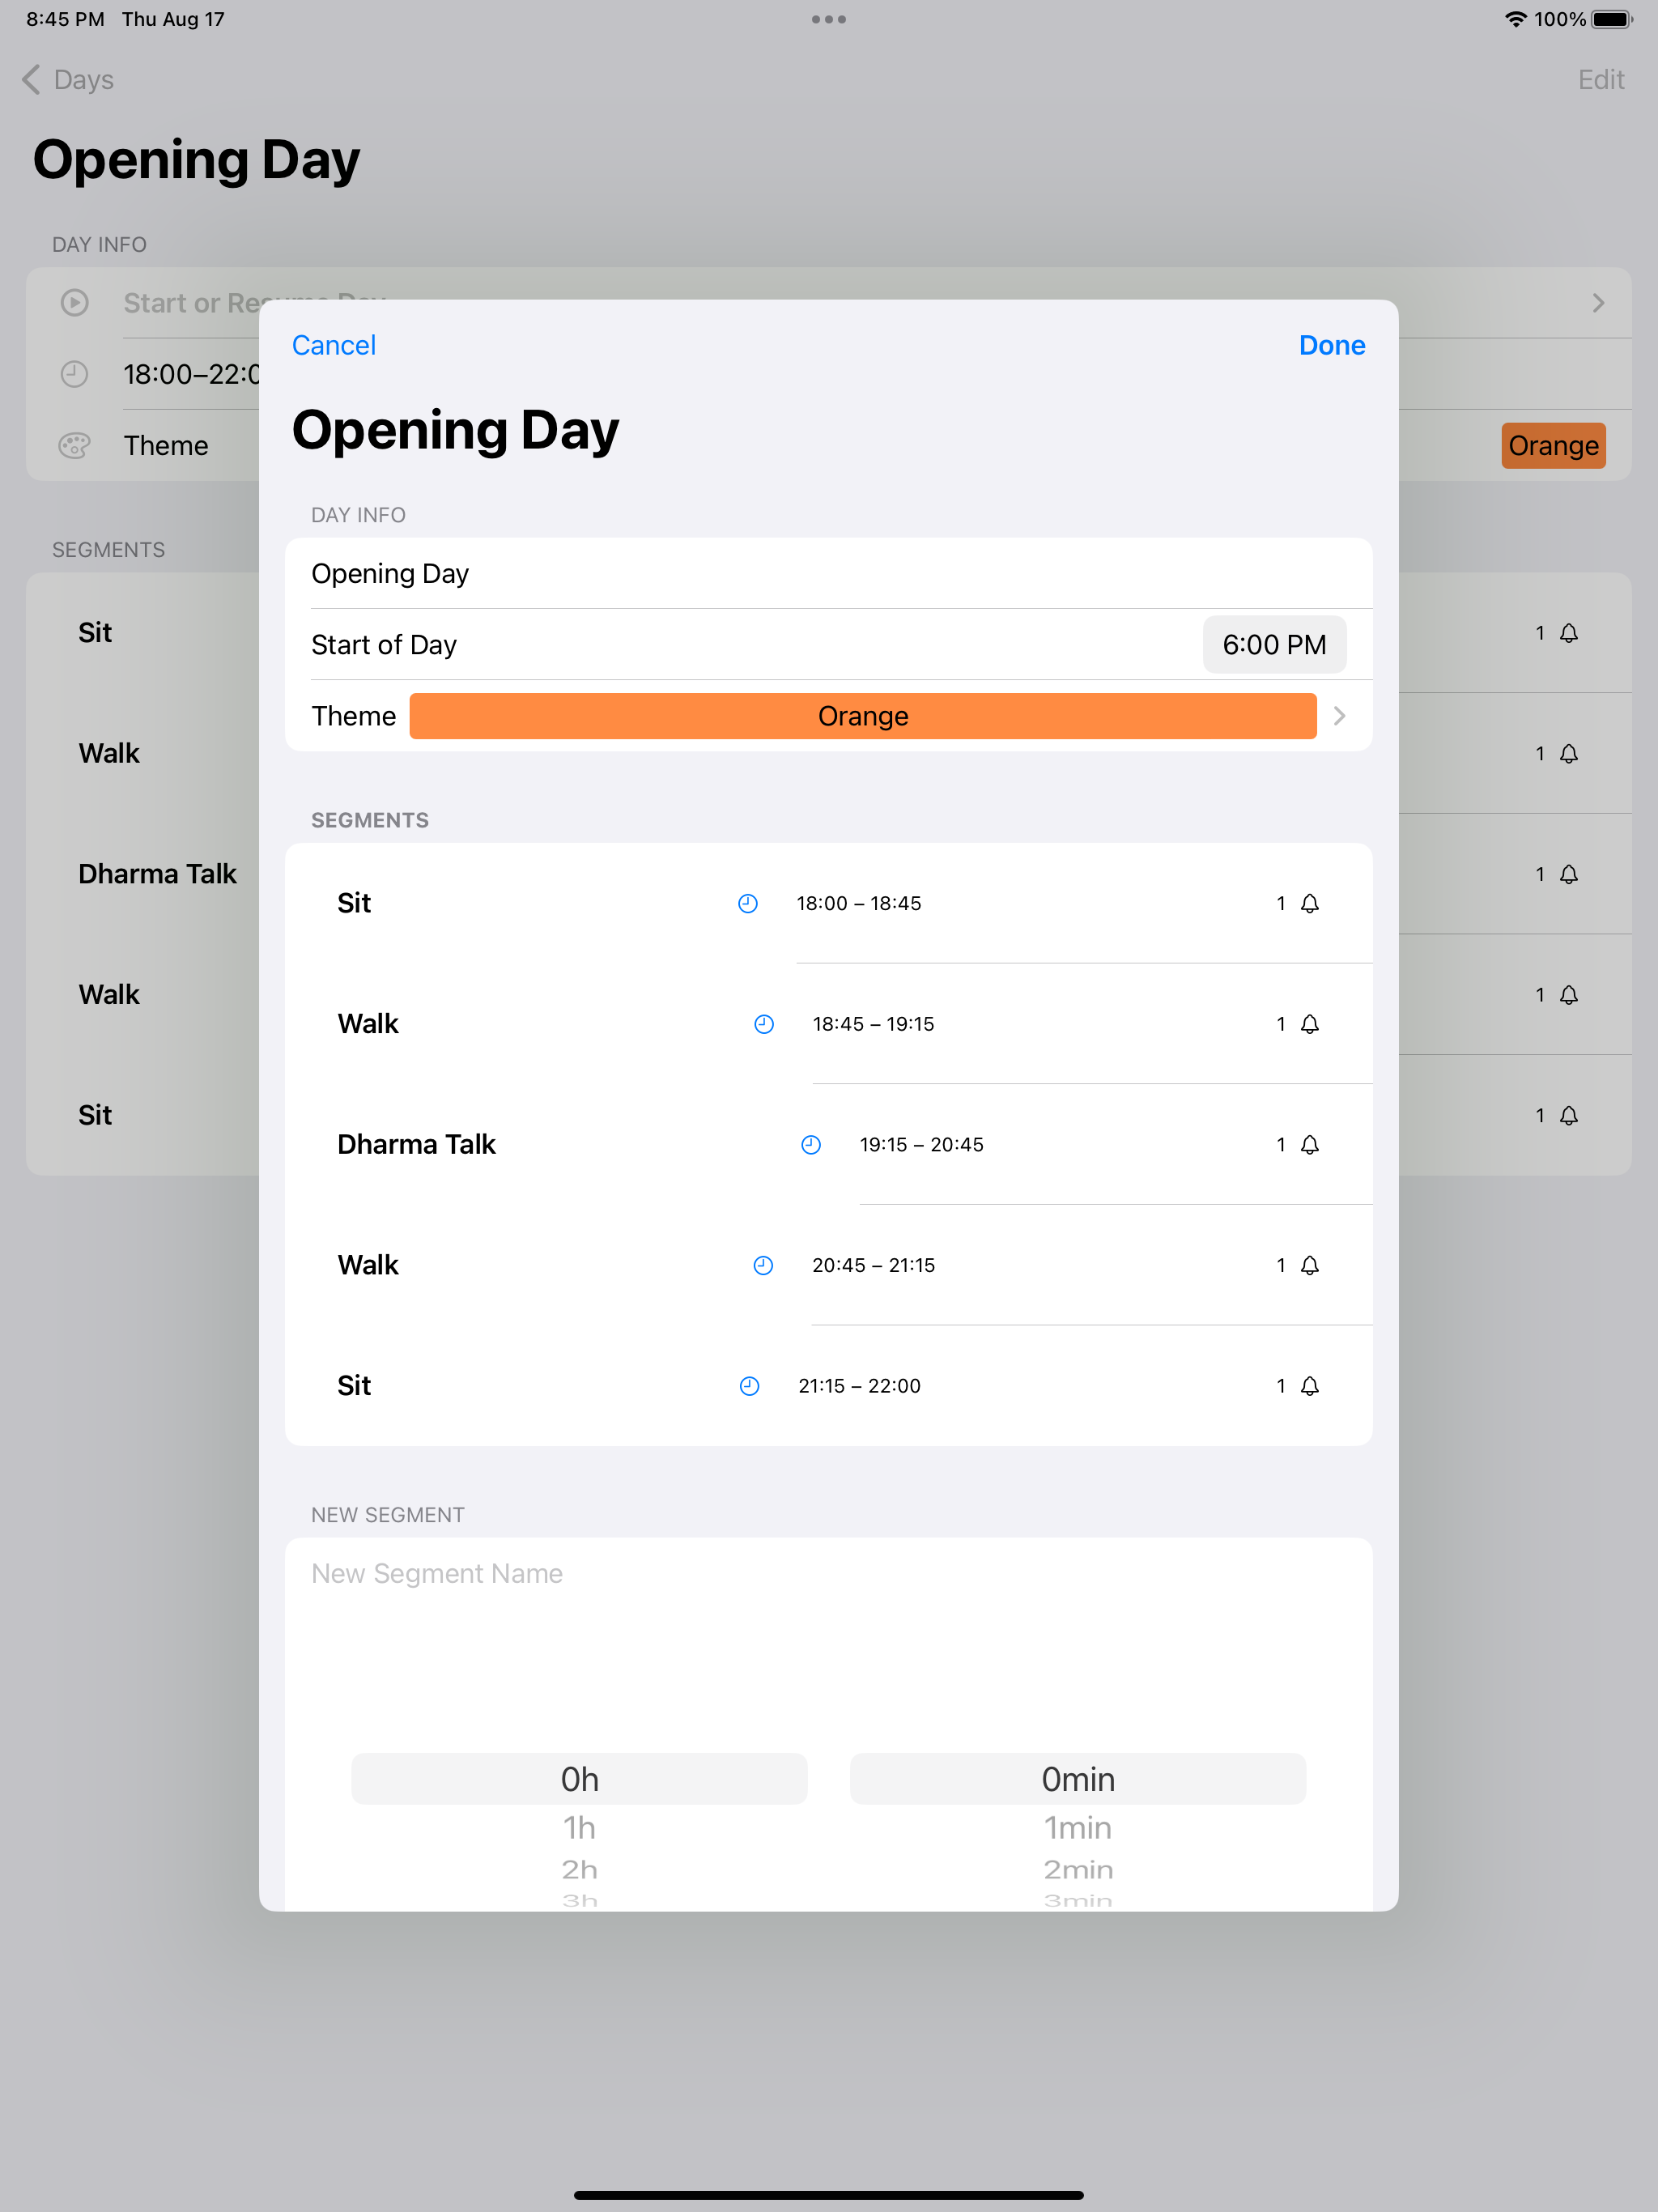 8:45 PM Thu Aug 17 100%
Days Edit
Opening Day
DAY INFO
Start or Resume Day
18:00–22:0
Theme Orange
SEGMENTS
Sit 1
Walk 1
Dharma Talk 1
Walk 1
Sit 1
Cancel Done
Opening Day
DAY INFO
Opening Day
Start of Day 6:00 PM
Theme Orange
SEGMENTS
Sit 18:00 – 18:45 1
Walk 18:45 – 19:15 1
Dharma Talk 19:15 – 20:45 1
Walk 20:45 – 21:15 1
Sit 21:15 – 22:00 1
NEW SEGMENT
New Segment Name
0h 0min
1h 1min
2h 2min
3h 3min